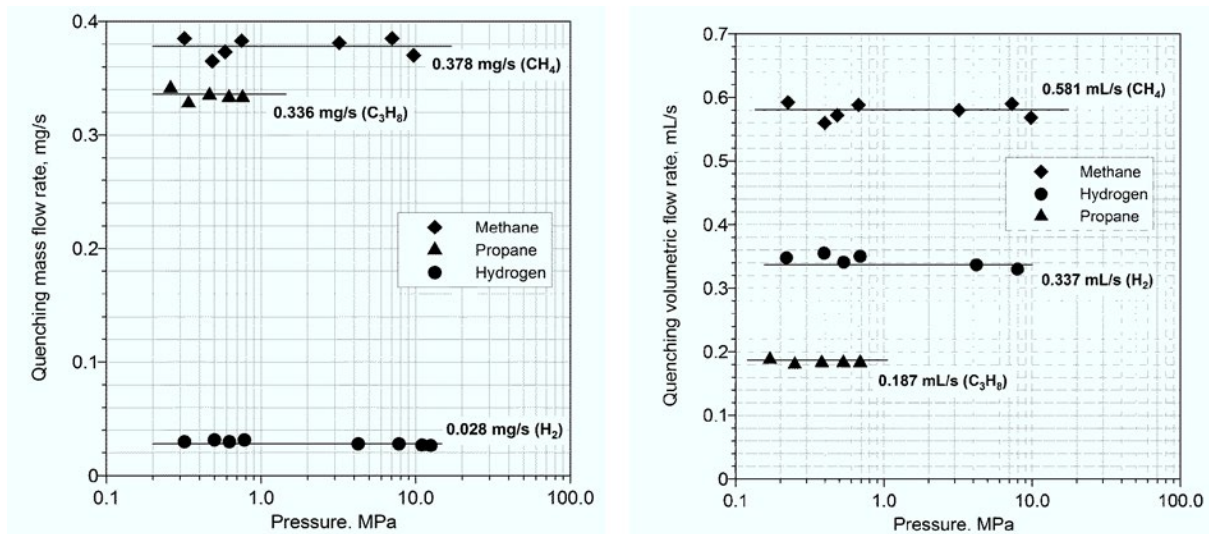 Quenching mass flow rate, mg/s
0.4
0.3
0.2
0.1
0
0.378 mg/s (CH₄)
0.336 mg/s (C₃H₈)
Methane
Propane
Hydrogen
0.028 mg/s (H₂)
0.1
1.0
10.0
100.0
Pressure. MPa
Quenching volumetric flow rate, mL/s
0.7
0.6
0.5
0.4
0.3
0.2
0.1
0
0.581 mL/s (CH₄)
Methane
Hydrogen
Propane
0.337 mL/s (H₂)
0.187 mL/s (C₃H₈)
0.1
1.0
10.0
100.0
Pressure. MPa